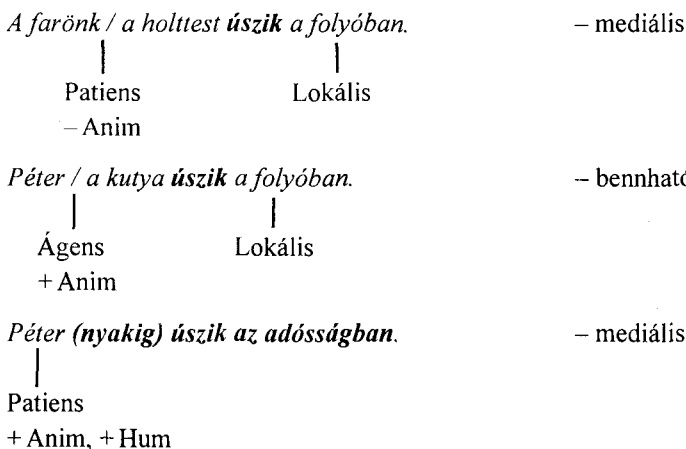 A farönk / a holttest úszik a folyóban. – mediális
Patiens Lokális
– Anim
Péter / a kutya úszik a folyóban. – bennható
Ágens Lokális
+ Anim
Péter (nyakig) úszik az adósságban. – mediális
Patiens
+ Anim, + Hum